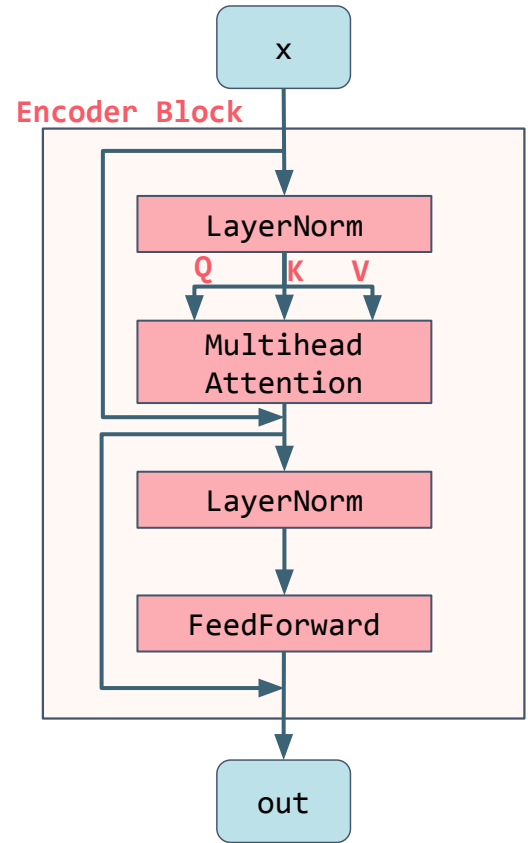 x
Encoder Block
LayerNorm
Q K V
Multihead
Attention
LayerNorm
FeedForward
out